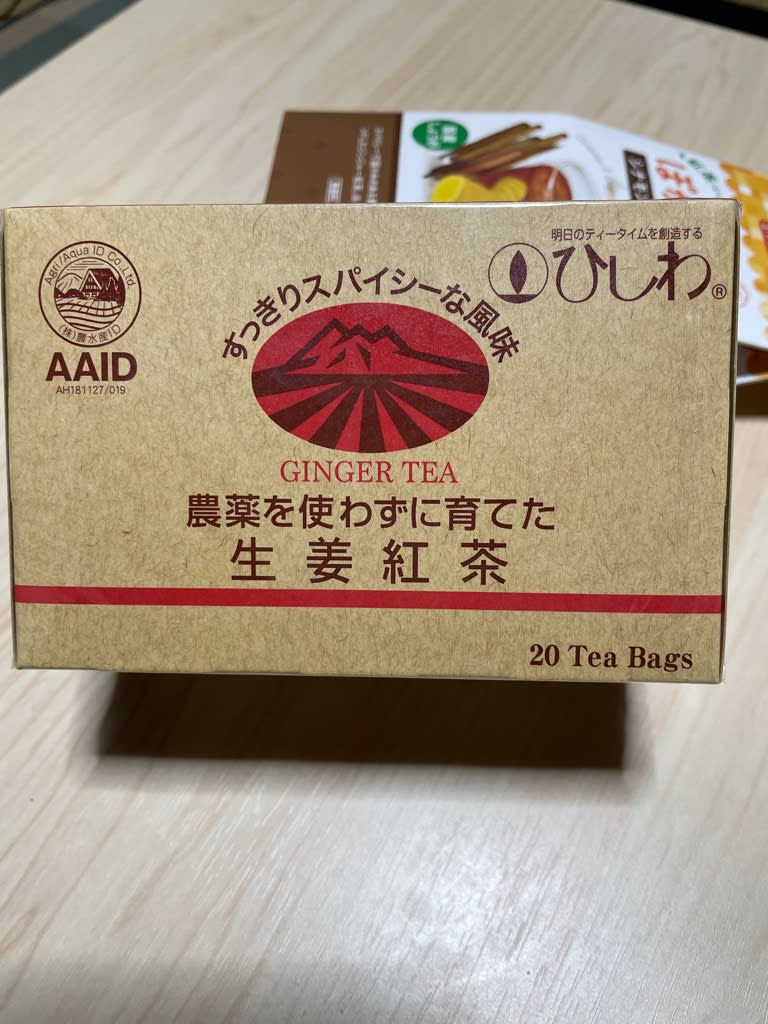 Agri/Aqua ID Co.,Ltd.
(株)農水産ID
AAID
AH181127/019
明日のティータイムを創造する
ひしわ®
すっきりスパイシーな風味
GINGER TEA
農薬を使わずに育てた
生姜紅茶
20 Tea Bags